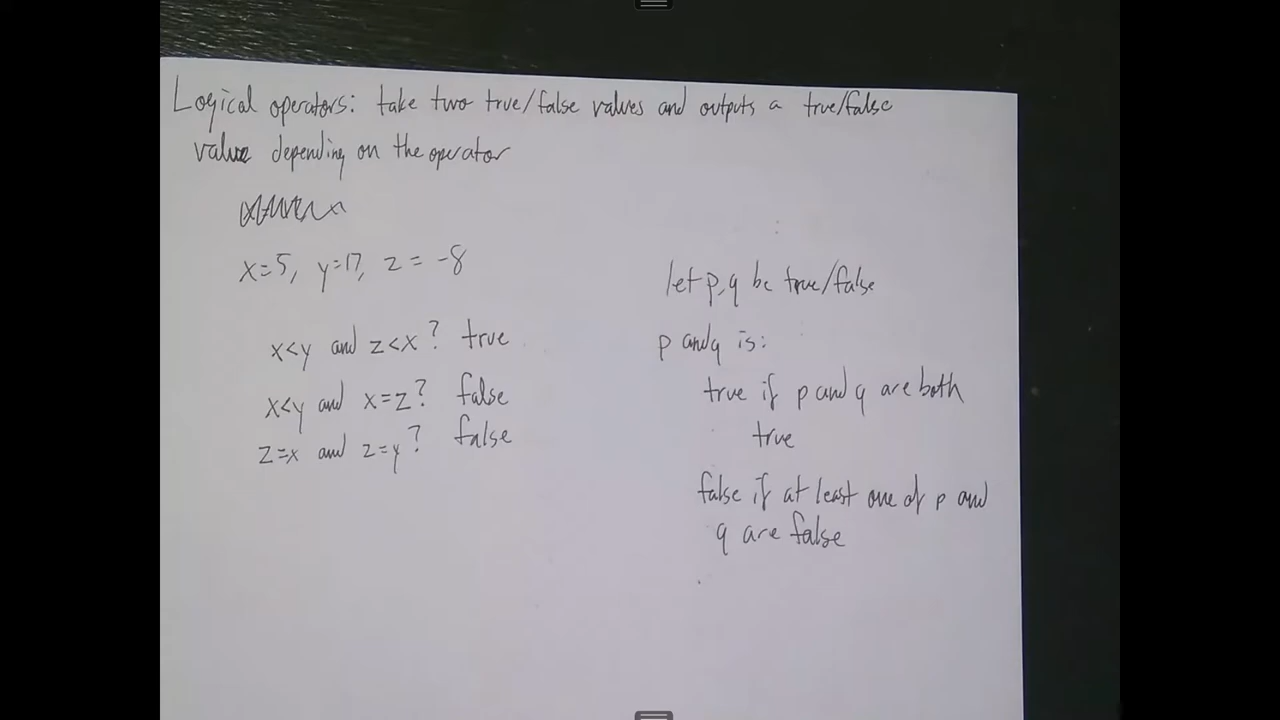 Logical operators: take two true/false values and outputs a true/false
value depending on the operator
x=5, y=17, z = -8
x<y and z<x? true
x<y and x=z? false
z=x and z=y? false
let p,q be true/false
p and q is:
true if p and q are both
true
false if at least one of p and
q are false